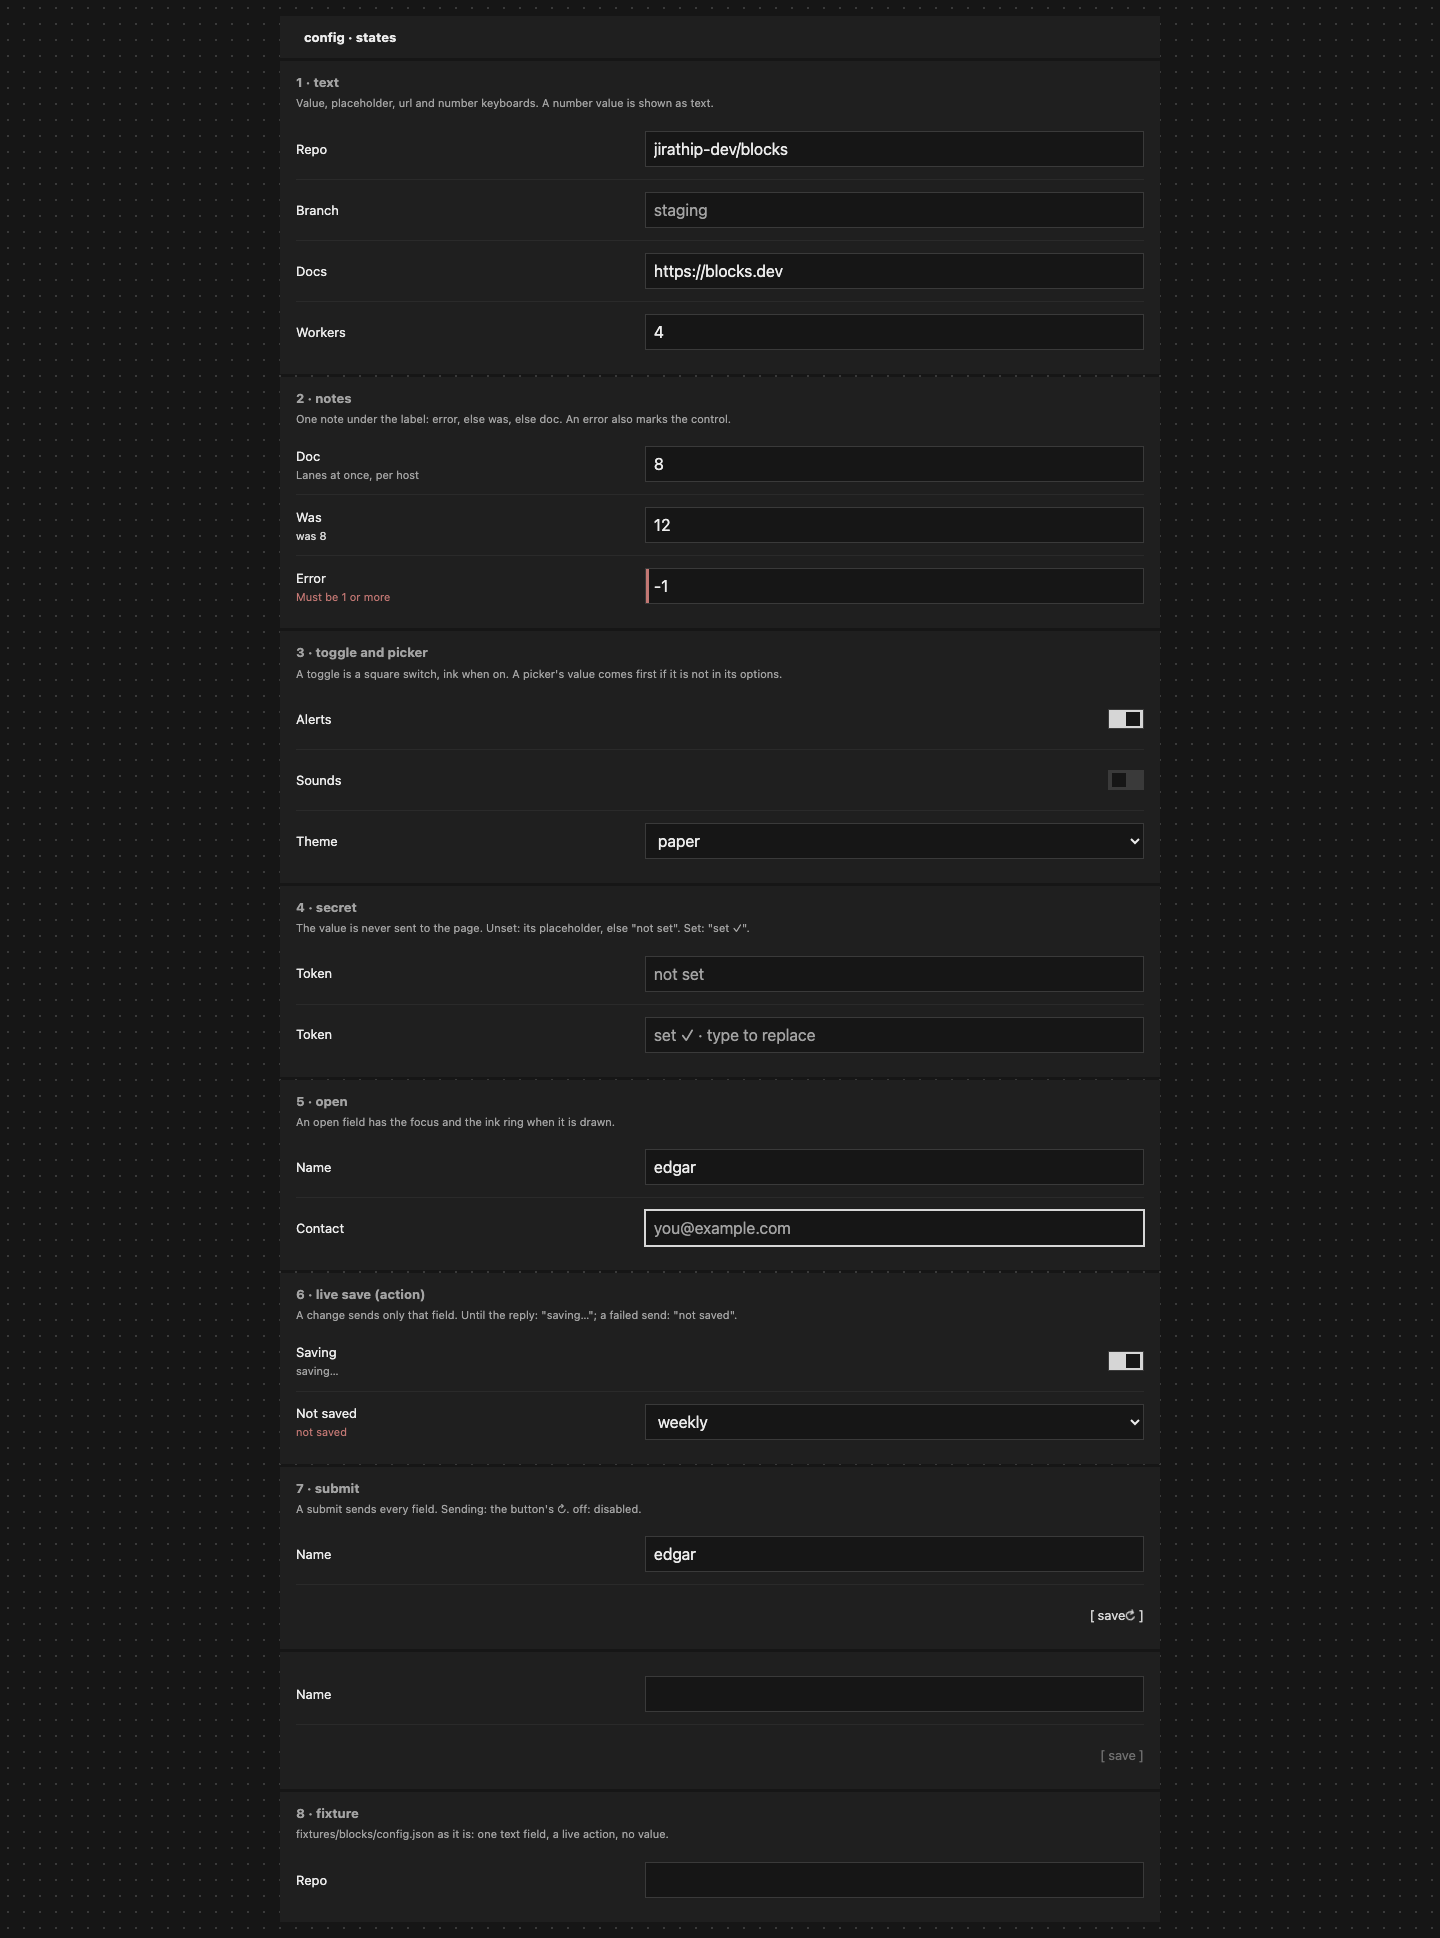 config · states
1 · text
Value, placeholder, url and number keyboards. A number value is shown as text.
Repo
jirathip-dev/blocks
Branch
staging
Docs
https://blocks.dev
Workers
4
2 · notes
One note under the label: error, else was, else doc. An error also marks the control.
Doc
Lanes at once, per host
8
Was
was 8
12
Error
Must be 1 or more
-1
3 · toggle and picker
A toggle is a square switch, ink when on. A picker's value comes first if it is not in its options.
Alerts
Sounds
Theme
paper
4 · secret
The value is never sent to the page. Unset: its placeholder, else "not set". Set: "set ✓".
Token
not set
Token
set ✓ · type to replace
5 · open
An open field has the focus and the ink ring when it is drawn.
Name
edgar
Contact
you@example.com
6 · live save (action)
A change sends only that field. Until the reply: "saving…"; a failed send: "not saved".
Saving
saving…
Not saved
not saved
weekly
7 · submit
A submit sends every field. Sending: the button's ↻. off: disabled.
Name
edgar
[ save↻ ]
Name
[ save ]
8 · fixture
fixtures/blocks/config.json as it is: one text field, a live action, no value.
Repo